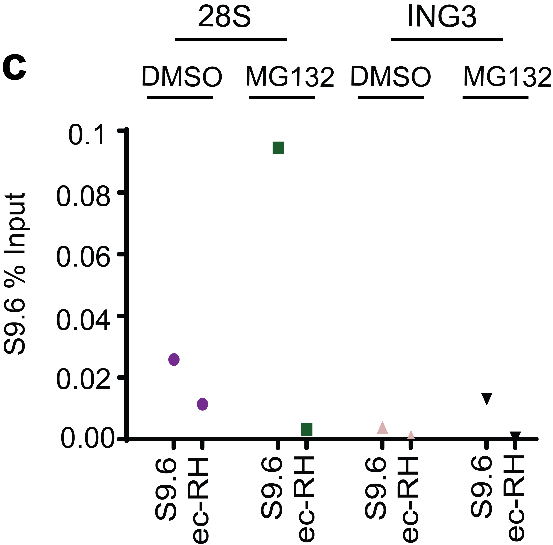 28S ING3
c
DMSO MG132 DMSO MG132
0.1
0.08
0.06
0.04
0.02
0.00
S9.6 % Input
S9.6
ec-RH
S9.6
ec-RH
S9.6
ec-RH
S9.6
ec-RH